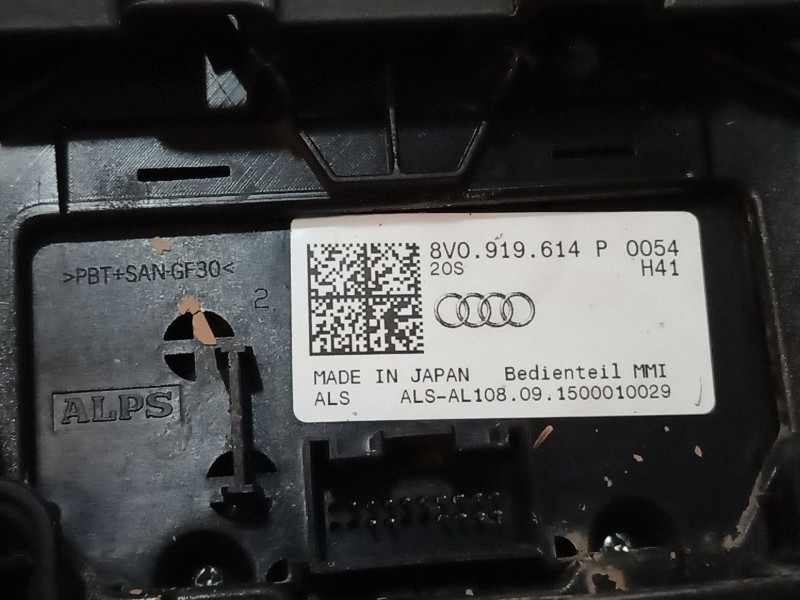 8V0.919.614 P 0054
20S H41
>PBT+SAN-GF30<
2
MADE IN JAPAN Bedienteil MMI
ALS ALS-AL108.09.1500010029
ALPS